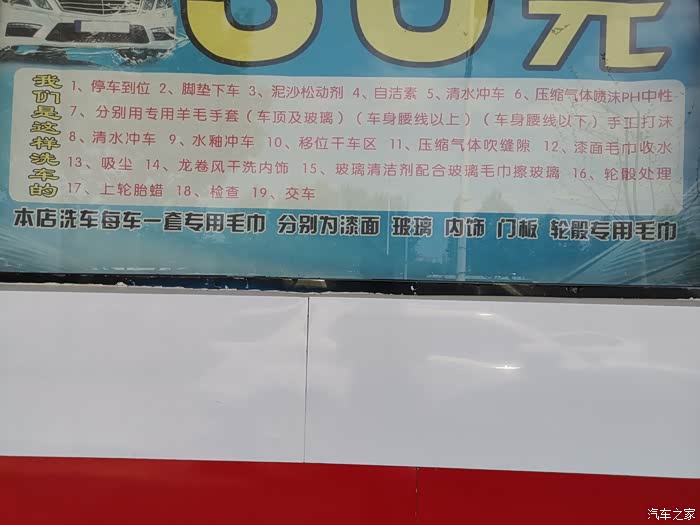 30元
我们是这样洗车的
1、停车到位 2、脚垫下车 3、泥沙松动剂 4、自洁素 5、清水冲车 6、压缩气体喷沫PH中性
7、分别用专用羊毛手套（车顶及玻璃）（车身腰线以上）（车身腰线以下）手工打沫
8、清水冲车 9、水釉冲车 10、移位干车区 11、压缩气体吹缝隙 12、漆面毛巾收水
13、吸尘 14、龙卷风干洗内饰 15、玻璃清洁剂配合玻璃毛巾擦玻璃 16、轮毂处理
17、上轮胎蜡 18、检查 19、交车
本店洗车每车一套专用毛巾 分别为漆面 玻璃 内饰 门板 轮毂专用毛巾
汽车之家